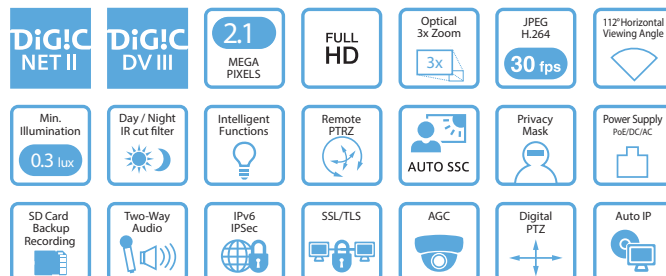 DiG!C
NET II
DiG!C
DV III
2.1
MEGA
PIXELS
FULL
HD
Optical
3x Zoom
3x
JPEG
H.264
30 fps
112° Horizontal
Viewing Angle
Min.
Illumination
0.3 lux
Day / Night
IR cut filter
Intelligent
Functions
Remote
PTRZ
AUTO SSC
Privacy
Mask
Power Supply
PoE/DC/AC
SD Card
Backup
Recording
Two-Way
Audio
IPv6
IPSec
SSL/TLS
AGC
Digital
PTZ
Auto IP